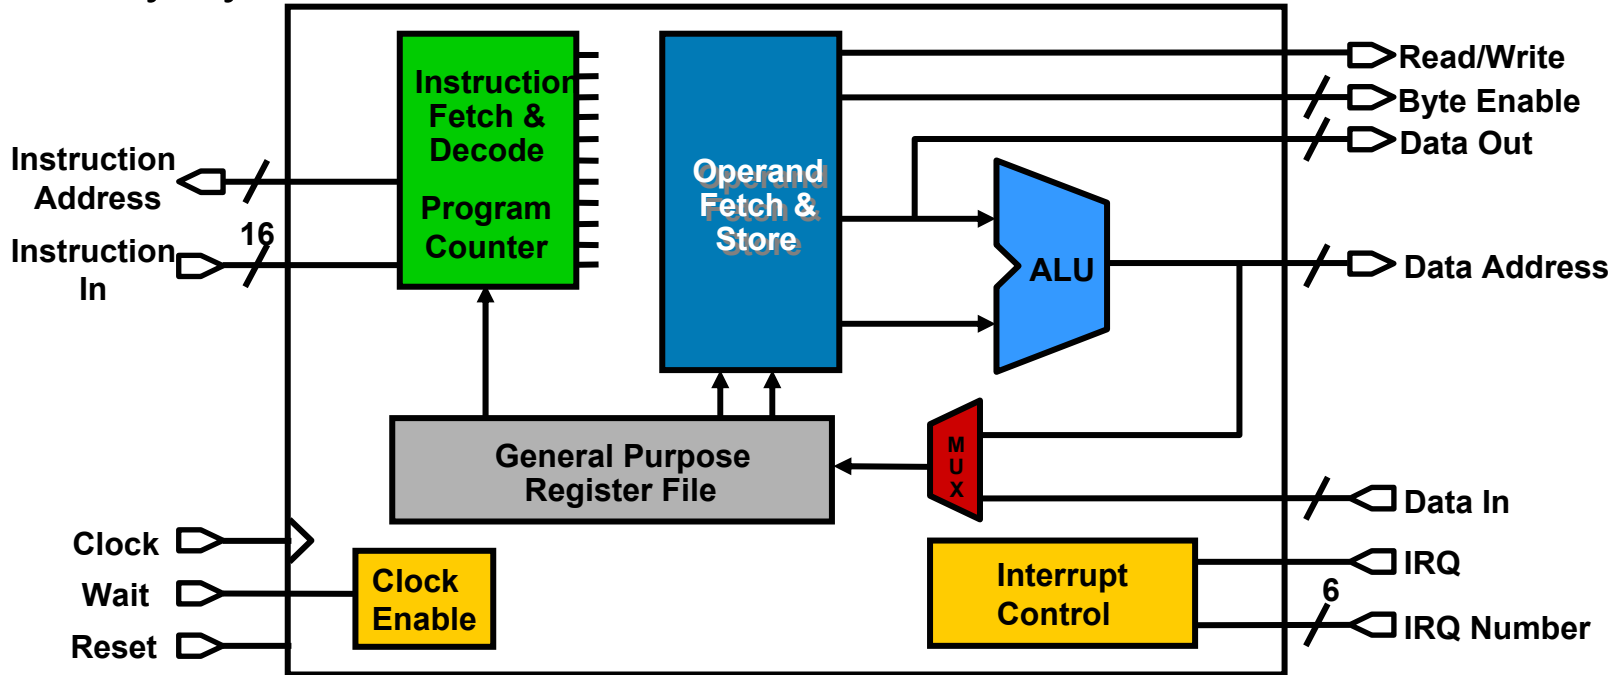 Instruction
Fetch &
Decode
Program
Counter
Operand
Fetch &
Store
ALU
Read/Write
Byte Enable
Data Out
Data Address
Instruction
Address
16
Instruction
In
General Purpose
Register File
M
U
X
Data In
Clock
Wait
Reset
Clock
Enable
Interrupt
Control
IRQ
6
IRQ Number